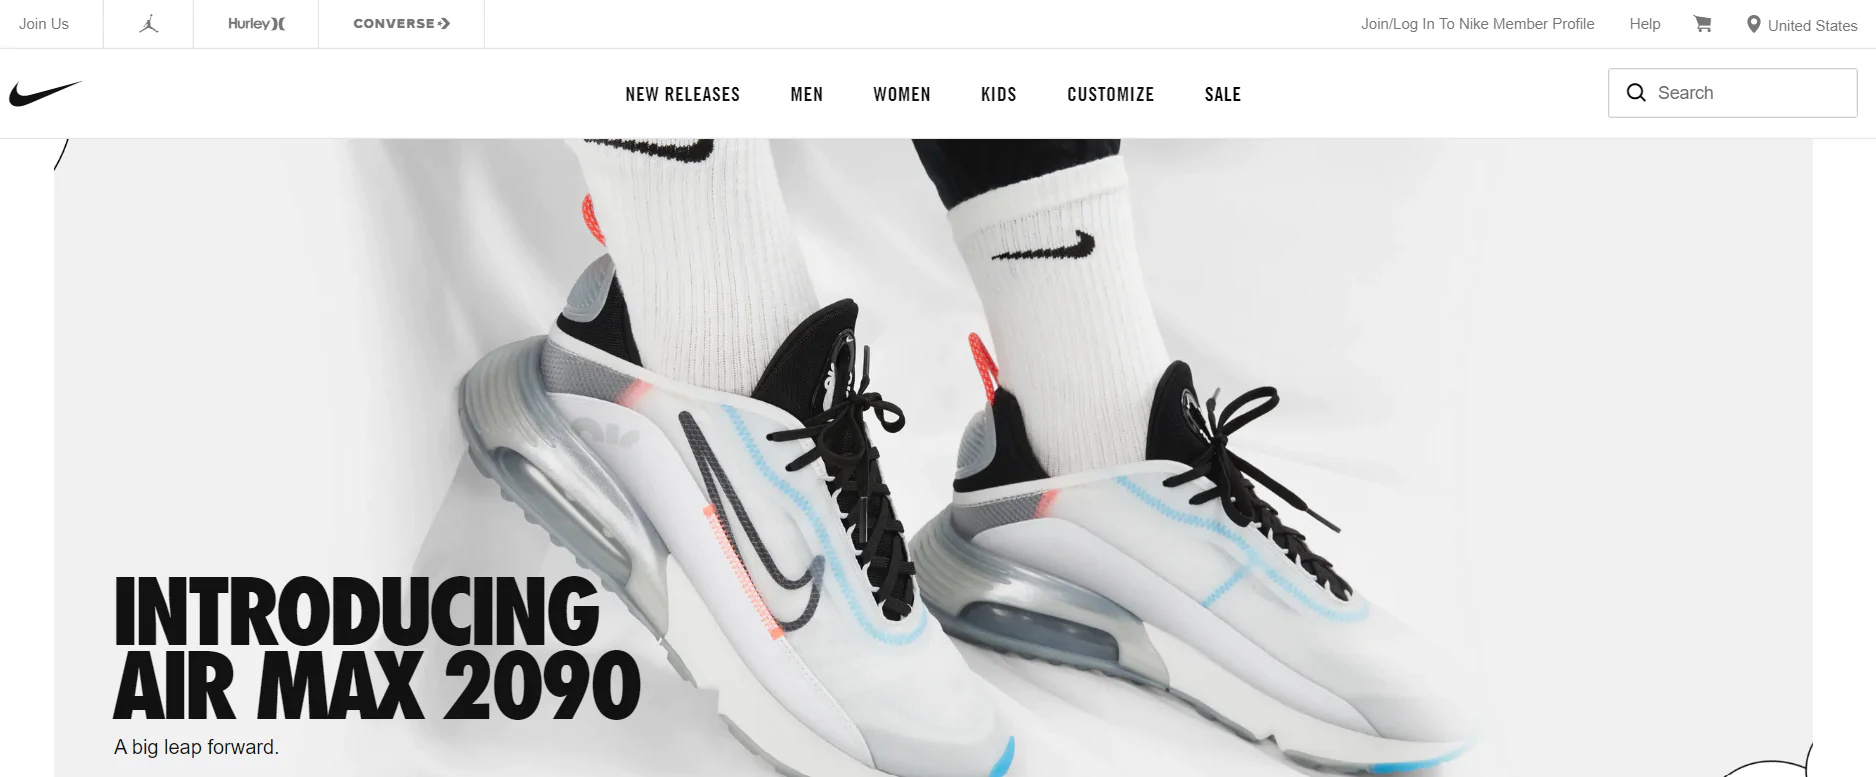 Join Us
Hurley
CONVERSE
Join/Log In To Nike Member Profile
Help
United States
NEW RELEASES
MEN
WOMEN
KIDS
CUSTOMIZE
SALE
Search
INTRODUCING
AIR MAX 2090
A big leap forward.